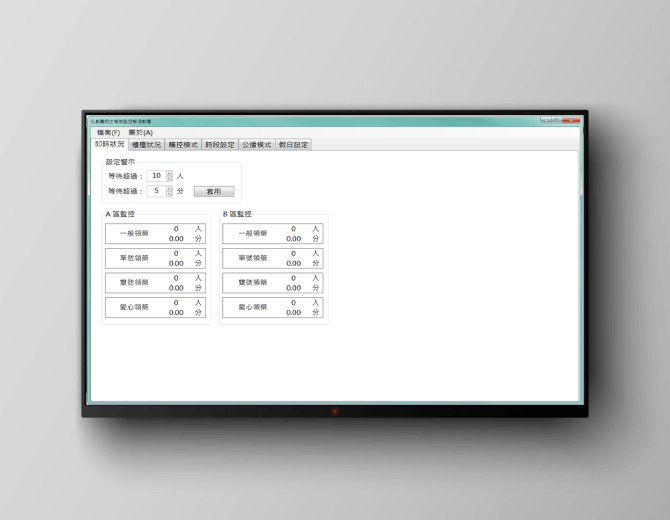 檔案(F) 關於(A)
即時狀況 櫃檯狀況 觸控模式 時段設定 公播模式 假日設定
設定警示
等待超過： 10 人
等待超過： 5 分 套用
A 區監控 B 區監控
一般領藥 0 人 一般領藥 0 人
0.00 分 0.00 分
單號領藥 0 人 單號領藥 0 人
0.00 分 0.00 分
雙號領藥 0 人 雙號領藥 0 人
0.00 分 0.00 分
愛心領藥 0 人 愛心領藥 0 人
0.00 分 0.00 分